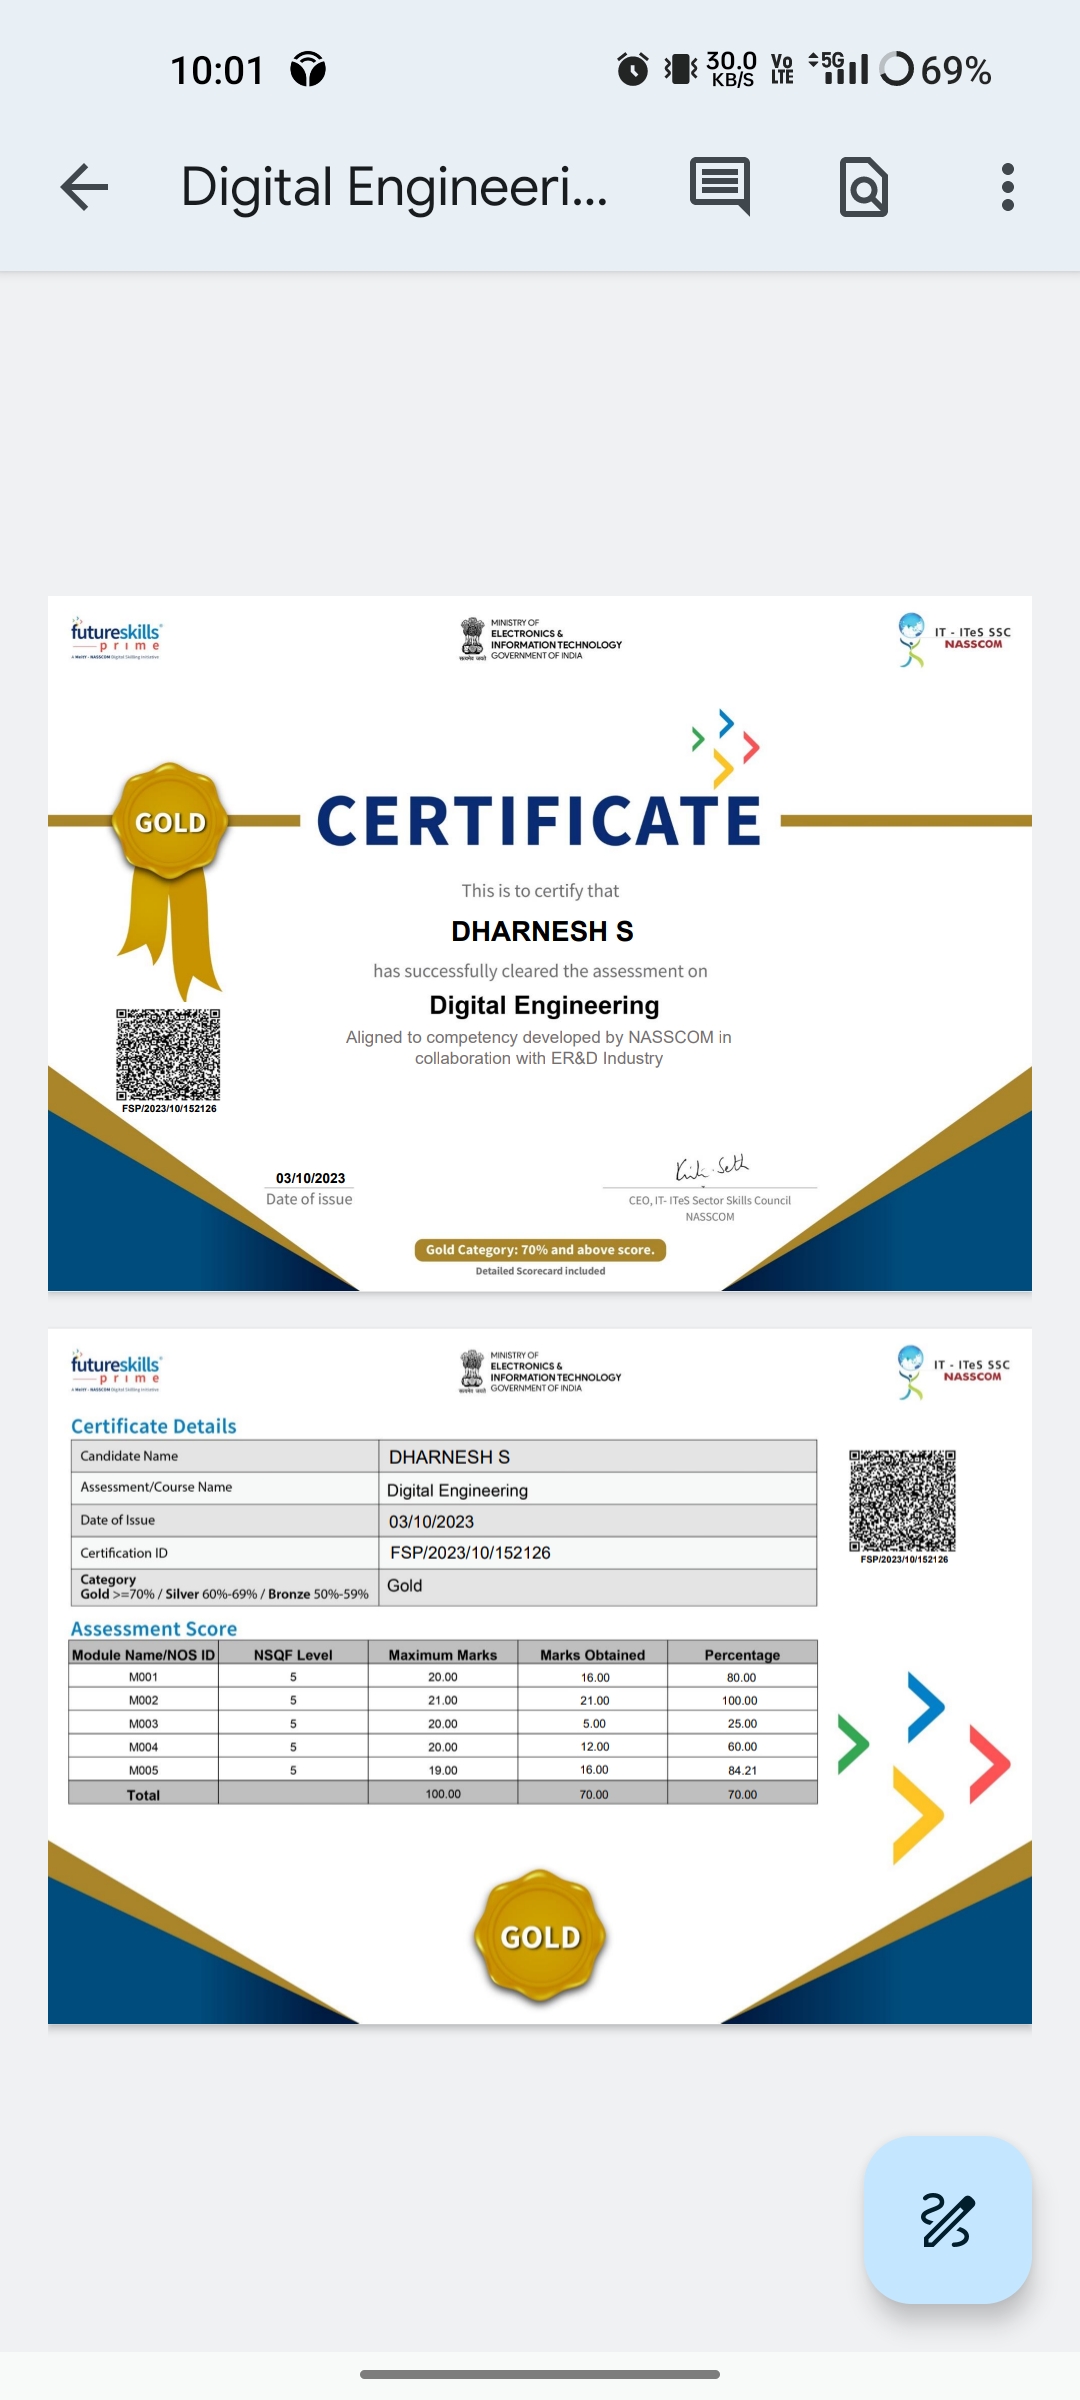 10:01 30.0 KB/S Vo LTE 5G 69%
Digital Engineeri...
futureskills
prime
MINISTRY OF
ELECTRONICS &
INFORMATION TECHNOLOGY
GOVERNMENT OF INDIA
IT - ITeS SSC
NASSCOM
GOLD
CERTIFICATE
This is to certify that
DHARNESH S
has successfully cleared the assessment on
Digital Engineering
Aligned to competency developed by NASSCOM in
collaboration with ER&D Industry
FSP/2023/10/152126
03/10/2023
Date of issue
CEO, IT- ITeS Sector Skills Council
NASSCOM
Gold Category: 70% and above score.
Detailed Scorecard included
futureskills
prime
MINISTRY OF
ELECTRONICS &
INFORMATION TECHNOLOGY
GOVERNMENT OF INDIA
IT - ITeS SSC
NASSCOM
Certificate Details
Candidate Name DHARNESH S
Assessment/Course Name Digital Engineering
Date of Issue 03/10/2023
Certification ID FSP/2023/10/152126
Category
Gold >=70% / Silver 60%-69% / Bronze 50%-59% Gold
FSP/2023/10/152126
Assessment Score
Module Name/NOS ID NSQF Level Maximum Marks Marks Obtained Percentage
M001 5 20.00 16.00 80.00
M002 5 21.00 21.00 100.00
M003 5 20.00 5.00 25.00
M004 5 20.00 12.00 60.00
M005 5 19.00 16.00 84.21
Total 100.00 70.00 70.00
GOLD